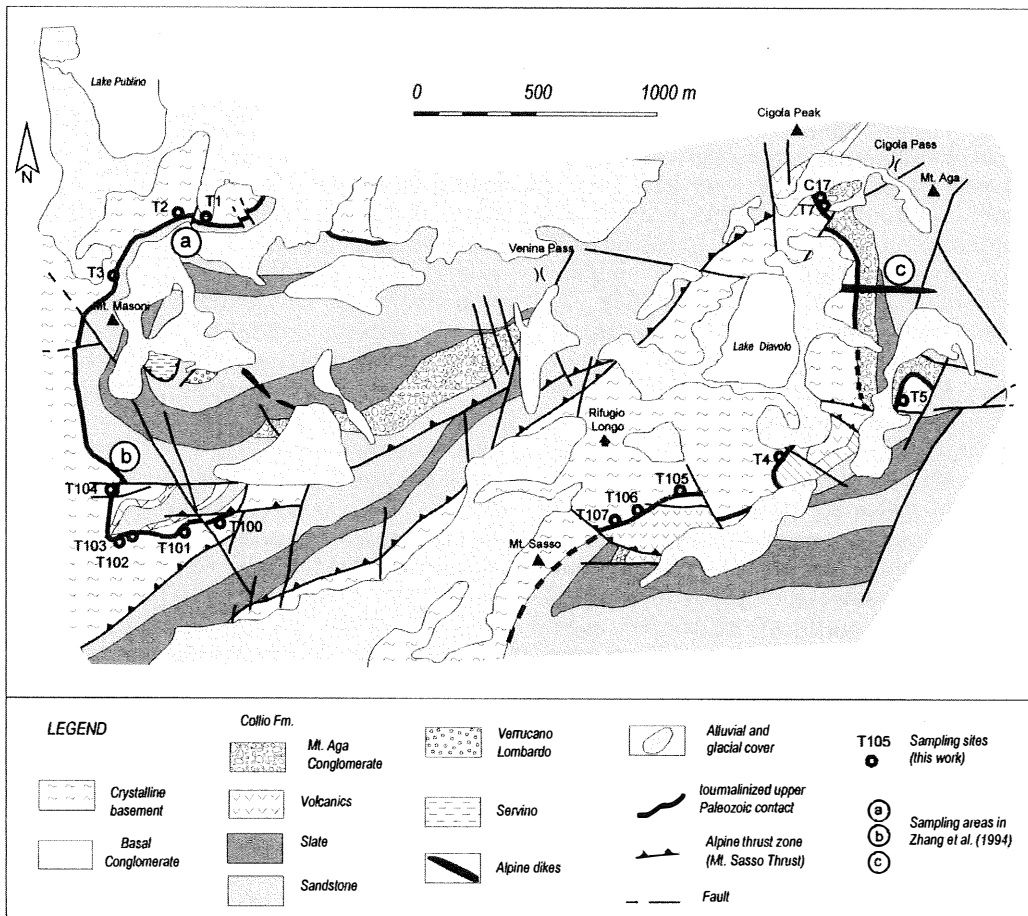 Lake Publino
0 500 1000 m
N
Cigola Peak
Cigola Pass
Mt. Aga
C17
T7
T2
T1
a
Venina Pass
c
T3
Mt. Masoni
Lake Diavolo
T5
Rifugio
Longo
b
T4
T104
T105
T106
T107
T100
T103
T101
T102
Mt. Sasso
LEGEND
Crystalline
basement
Basal
Conglomerate
Collio Fm.
Mt. Aga
Conglomerate
Volcanics
Slate
Sandstone
Verrucano
Lombardo
Servino
Alpine dikes
Alluvial and
glacial cover
tourmalinized upper
Paleozoic contact
Alpine thrust zone
(Mt. Sasso Thrust)
Fault
T105
Sampling sites
(this work)
a
b
c
Sampling areas in
Zhang et al. (1994)